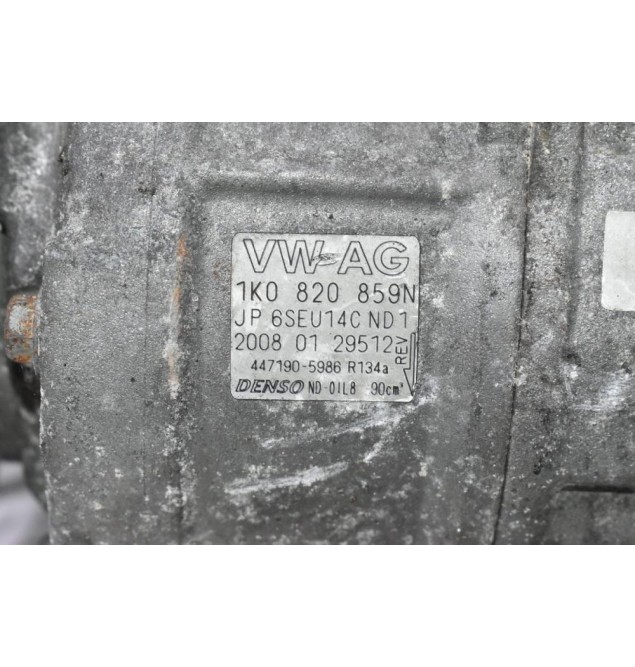 VW AG
1K0 820 859N
JP 6SEU14C ND1
2008 01 29512
REV
447190-5986 R134a
DENSO ND-OIL8 90cm³